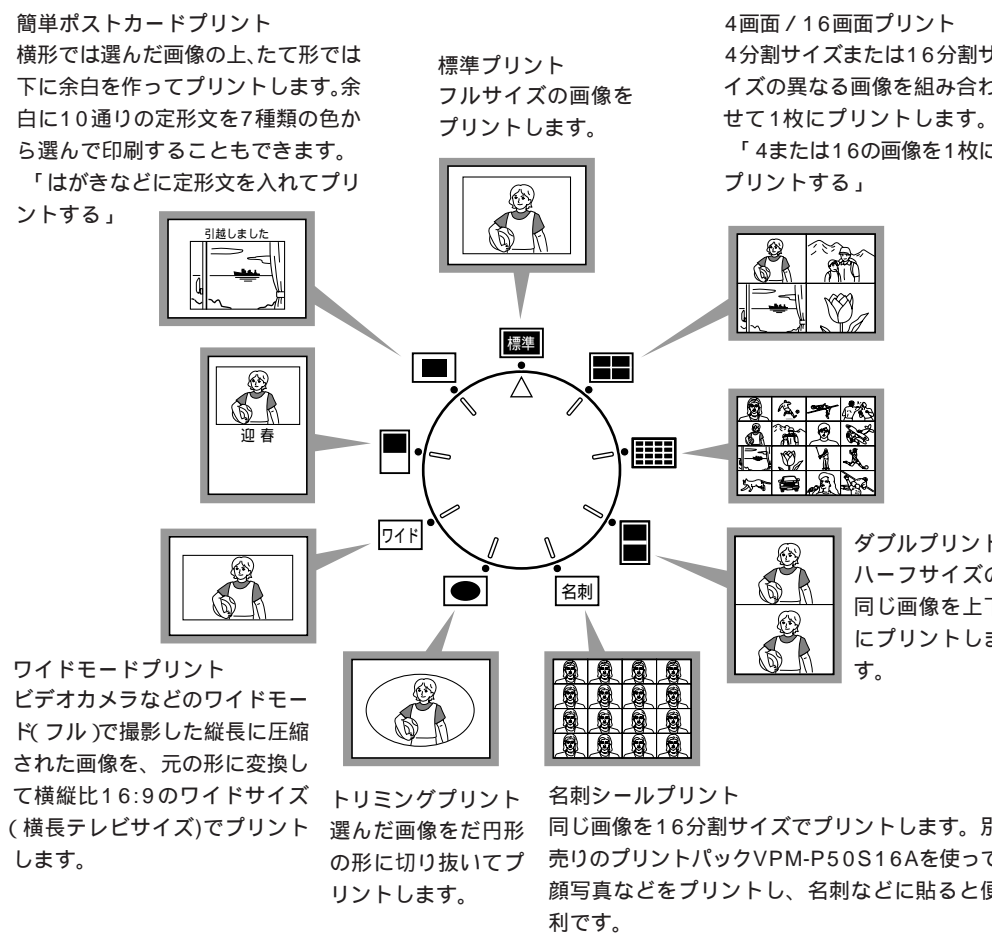 簡単ポストカードプリント
横形では選んだ画像の上、たて形では
下に余白を作ってプリントします。余
白に10通りの定形文を7種類の色か
ら選んで印刷することもできます。
「はがきなどに定形文を入れてプリ
ントする」
標準プリント
フルサイズの画像を
プリントします。
4画面/16画面プリント
4分割サイズまたは16分割サ
イズの異なる画像を組み合わ
せて1枚にプリントします。
「4または16の画像を1枚に
プリントする」
引越しました
標準
迎春
ワイド
名刺
ダブルプリント
ハーフサイズの
同じ画像を上下
にプリントしま
す。
ワイドモードプリント
ビデオカメラなどのワイドモー
ド(フル)で撮影した縦長に圧縮
された画像を、元の形に変換し
て横縦比16:9のワイドサイズ
(横長テレビサイズ)でプリント
します。
トリミングプリント
選んだ画像をだ円形
の形に切り抜いてプ
リントします。
名刺シールプリント
同じ画像を16分割サイズでプリントします。別
売りのプリントパックVPM-P50S16Aを使って
顔写真などをプリントし、名刺などに貼ると便
利です。